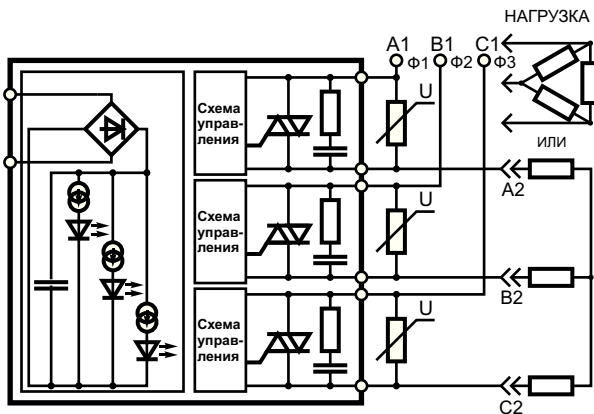 НАГРУЗКА
A1 B1 C1
Ф1 Ф2 Ф3
U
Схема
управ-
ления
ИЛИ
A2
U
Схема
управ-
ления
B2
U
Схема
управ-
ления
C2